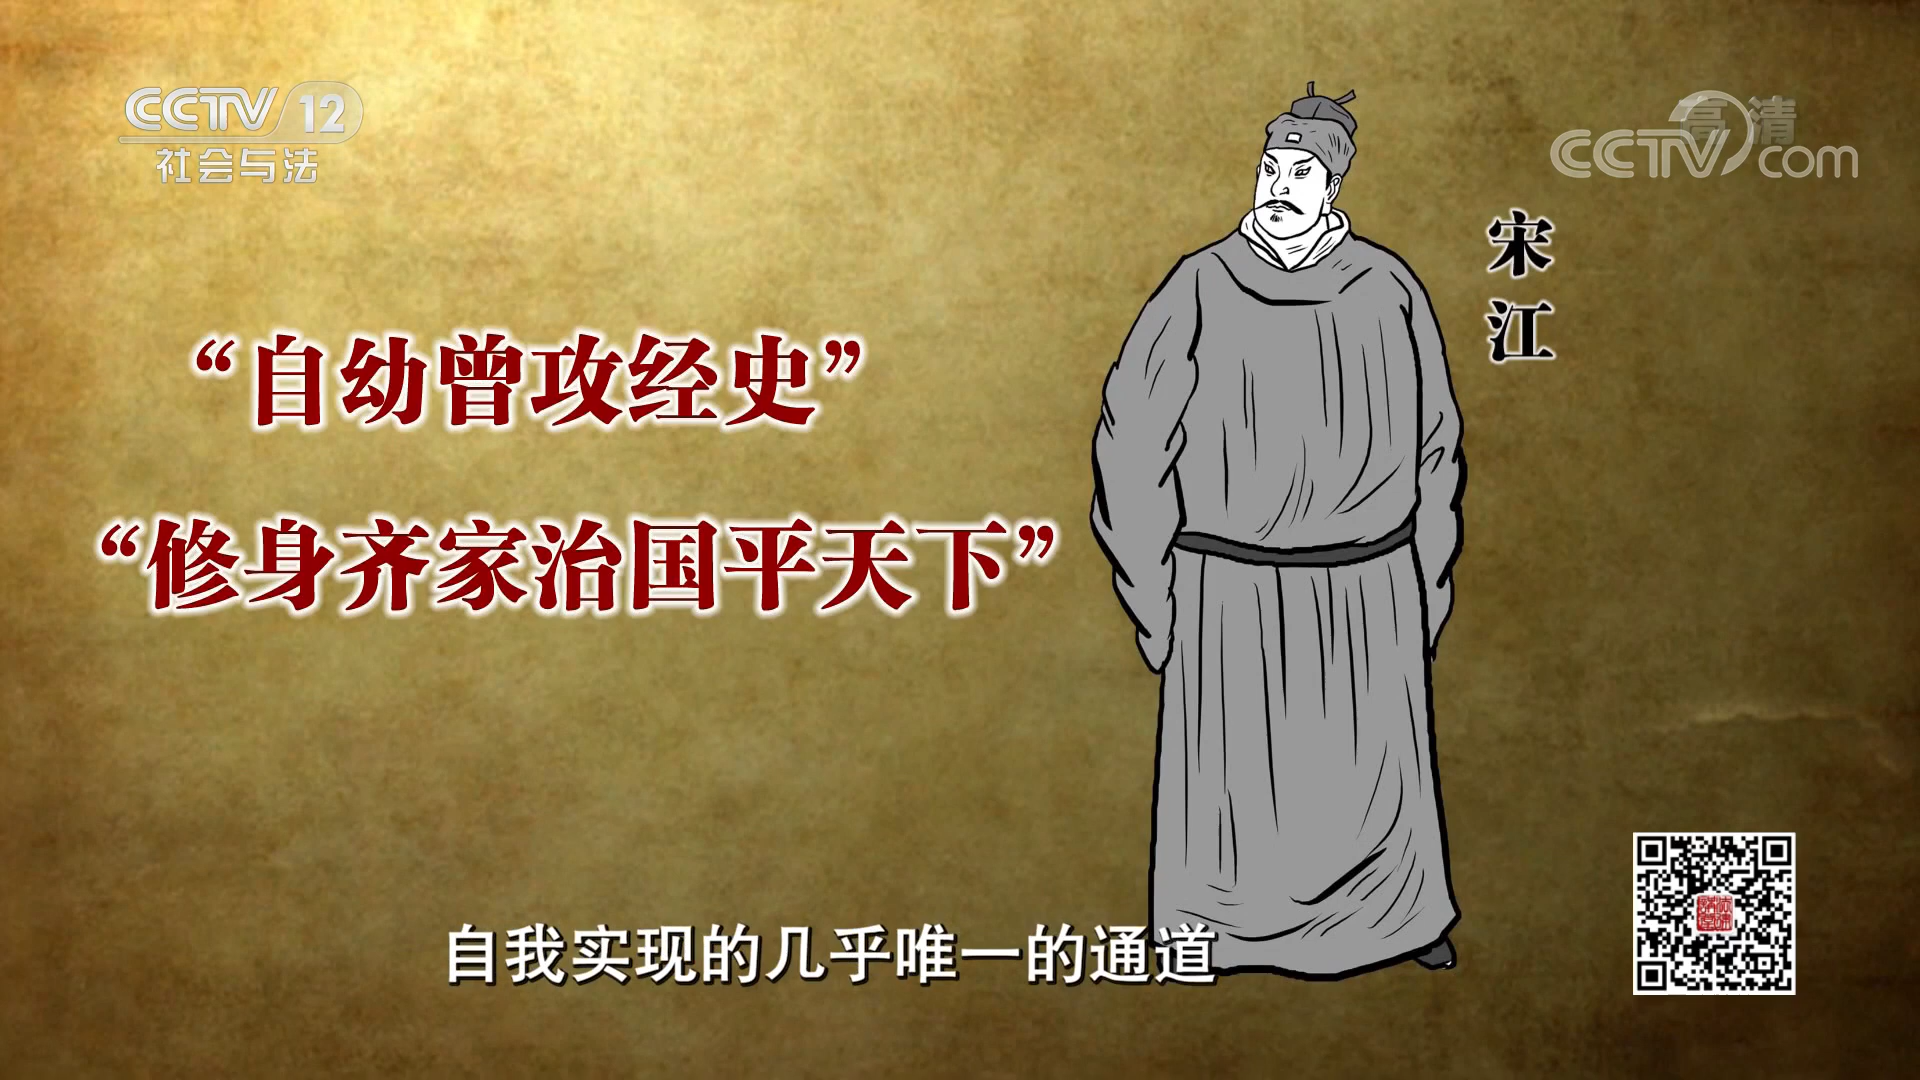 CCTV 12
社会与法
高清
CCTV com
宋江
“自幼曾攻经史”
“修身齐家治国平天下”
自我实现的几乎唯一的通道